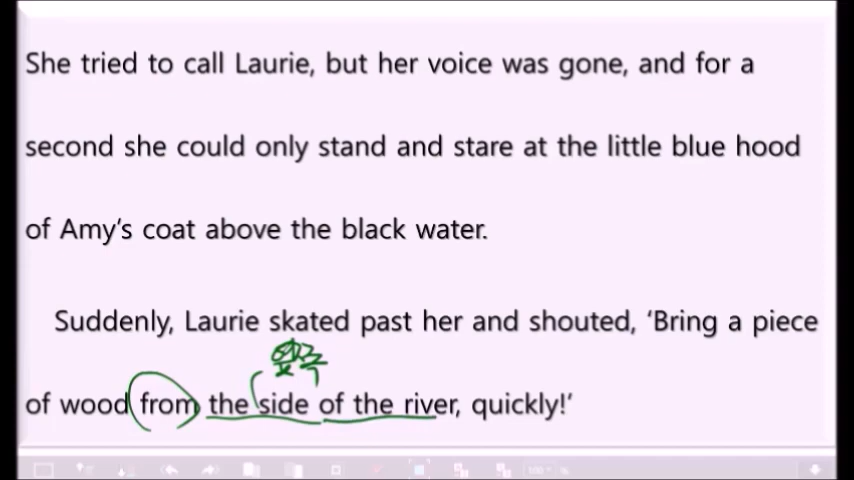 She tried to call Laurie, but her voice was gone, and for a
second she could only stand and stare at the little blue hood
of Amy's coat above the black water.
Suddenly, Laurie skated past her and shouted, ‘Bring a piece
of wood from the side of the river, quickly!’